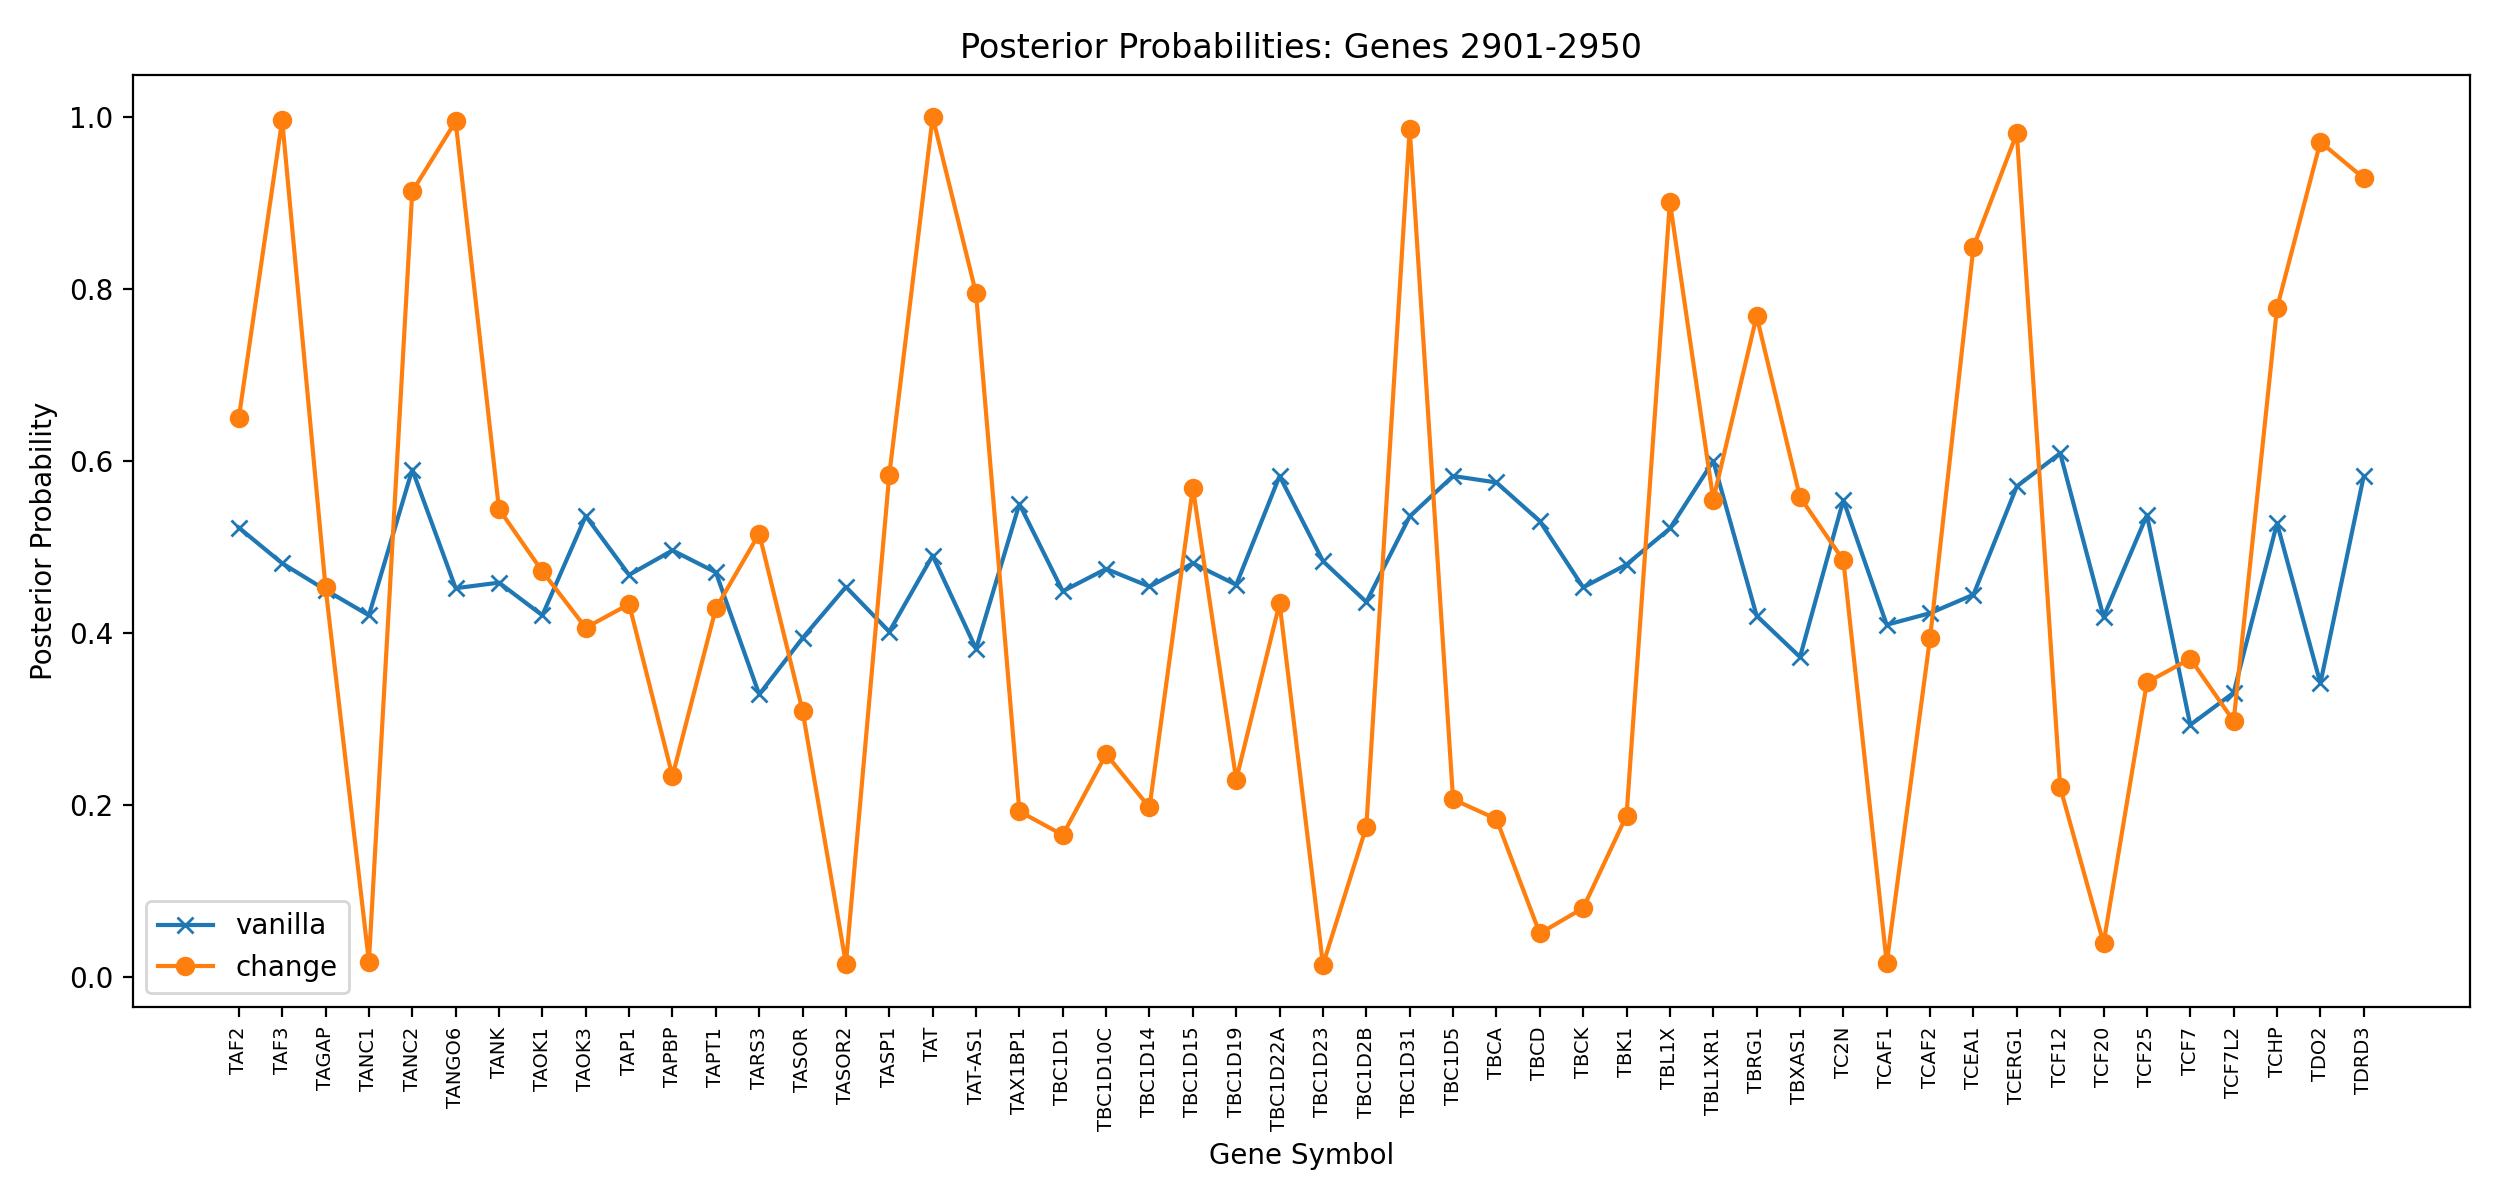 Posterior Probabilities: Genes 2901-2950
Posterior Probability
1.0
0.8
0.6
0.4
0.2
0.0
vanilla
change
TAF2
TAF3
TAGAP
TANC1
TANC2
TANGO6
TANK
TAOK1
TAOK3
TAP1
TAPBP
TAPT1
TARS3
TASOR
TASOR2
TASP1
TAT
TAT-AS1
TAX1BP1
TBC1D1
TBC1D10C
TBC1D14
TBC1D15
TBC1D19
TBC1D22A
TBC1D23
TBC1D2B
TBC1D31
TBC1D5
TBCA
TBCD
TBCK
TBK1
TBL1X
TBL1XR1
TBRG1
TBXAS1
TC2N
TCAF1
TCAF2
TCEA1
TCERG1
TCF12
TCF20
TCF25
TCF7
TCF7L2
TCHP
TDO2
TDRD3
Gene Symbol